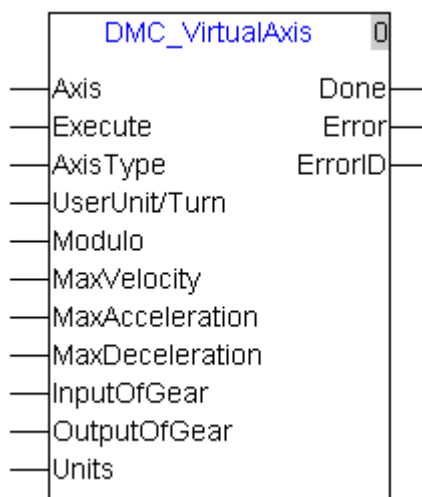 DMC_VirtualAxis 0
Axis Done
Execute Error
AxisType ErrorID
UserUnit/Turn
Modulo
MaxVelocity
MaxAcceleration
MaxDeceleration
InputOfGear
OutputOfGear
Units